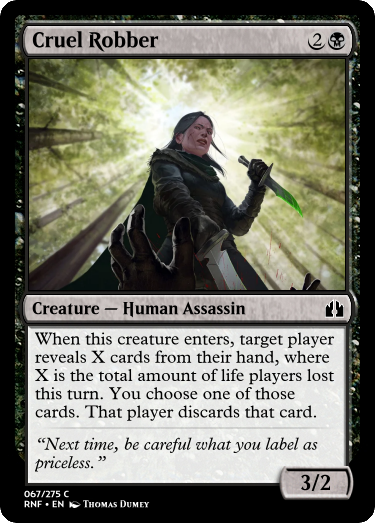 Cruel Robber 2
Creature — Human Assassin
When this creature enters, target player
reveals X cards from their hand, where
X is the total amount of life players lost
this turn. You choose one of those
cards. That player discards that card.
“Next time, be careful what you label as
priceless.”
3/2
067/275 C
RNF • EN Thomas Dumey